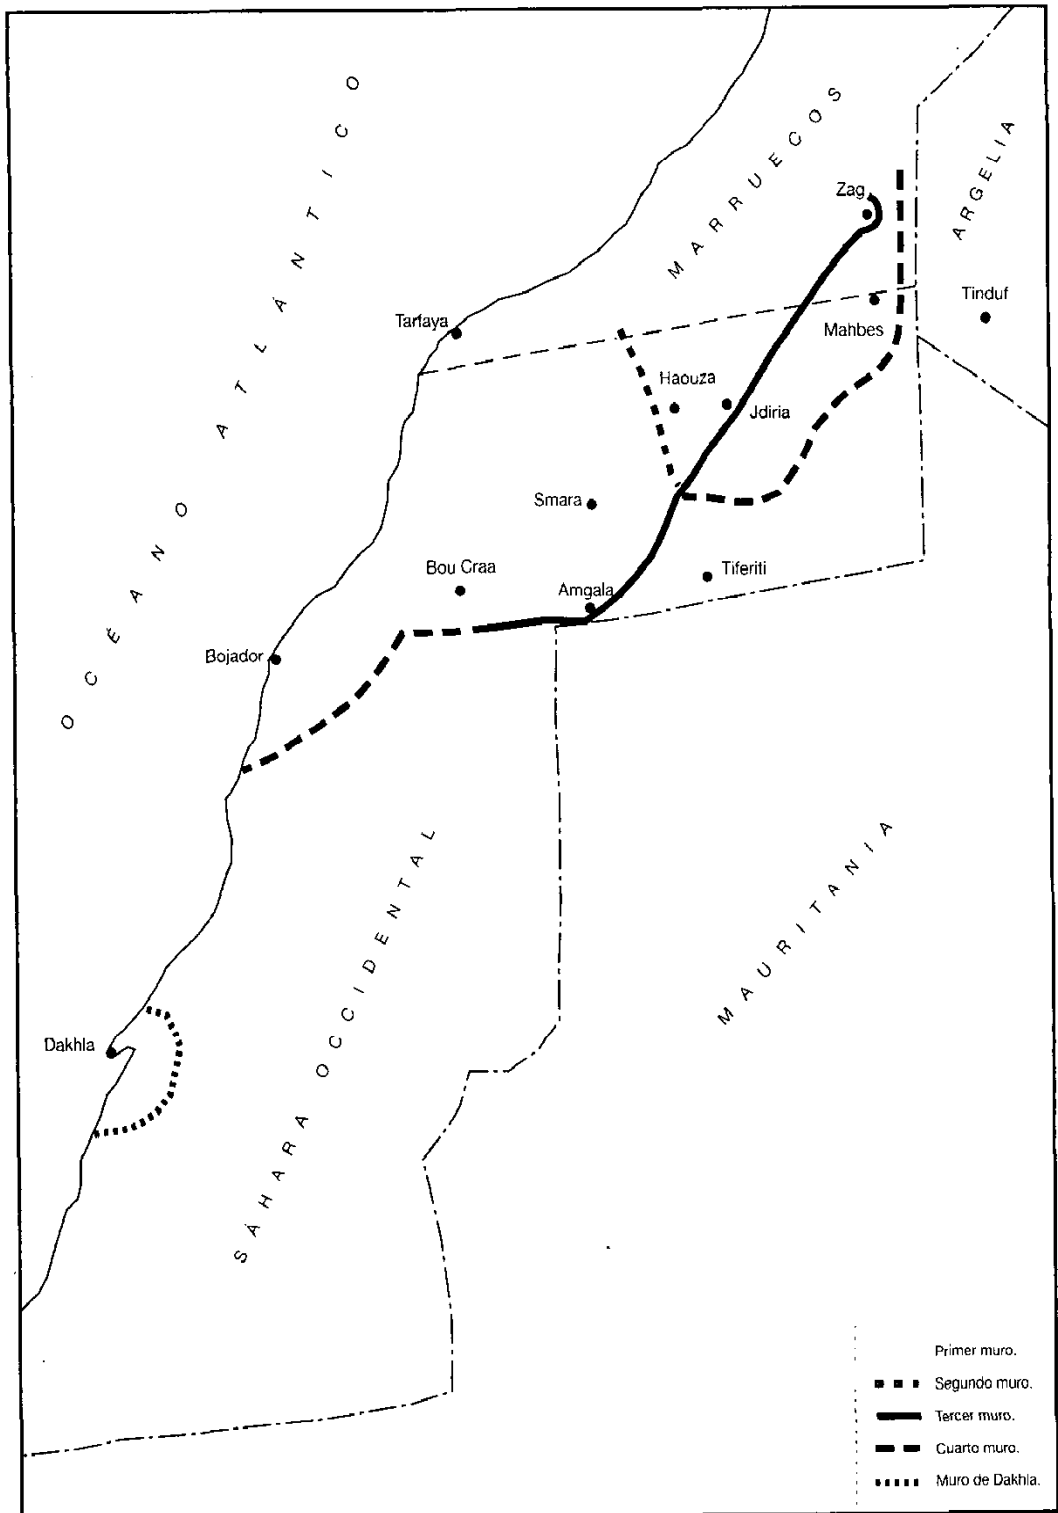 OCÉANO ATLÁNTICO
MARRUECOS
ARGELIA
Zag
Tinduf
Tarfaya
Mahbes
Haouza
Jdiria
Smara
Bou Craa
Amgala
Tiferiti
Bojador
MAURITANIA
SÁHARA OCCIDENTAL
Dakhla
Primer muro.
Segundo muro.
Tercer muro.
Cuarto muro.
Muro de Dakhla.